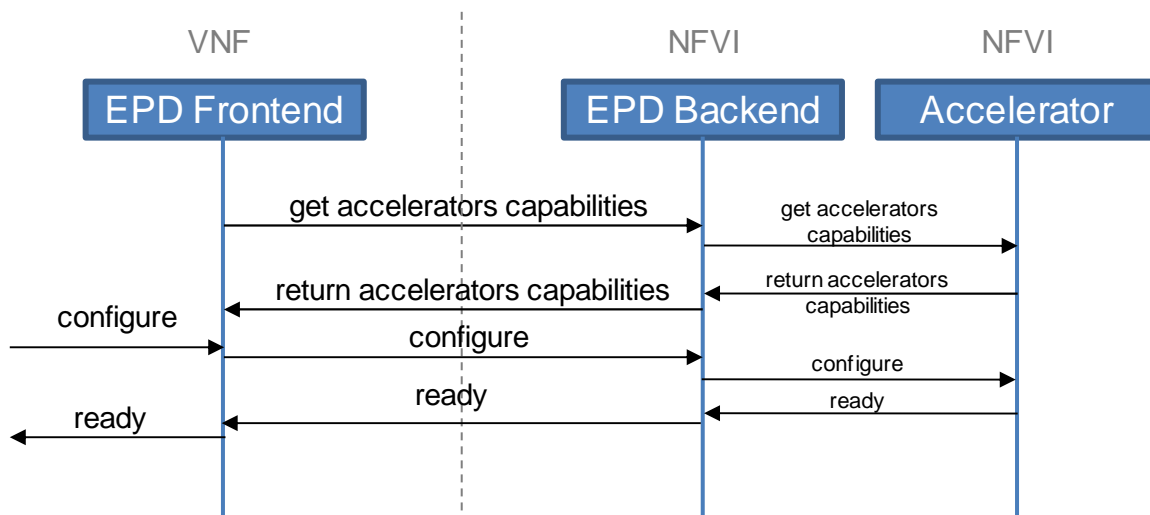 VNF
NFVI
NFVI
EPD Frontend
EPD Backend
Accelerator
get accelerators capabilities
get accelerators
capabilities
return accelerators capabilities
return accelerators
capabilities
configure
configure
configure
ready
ready
ready